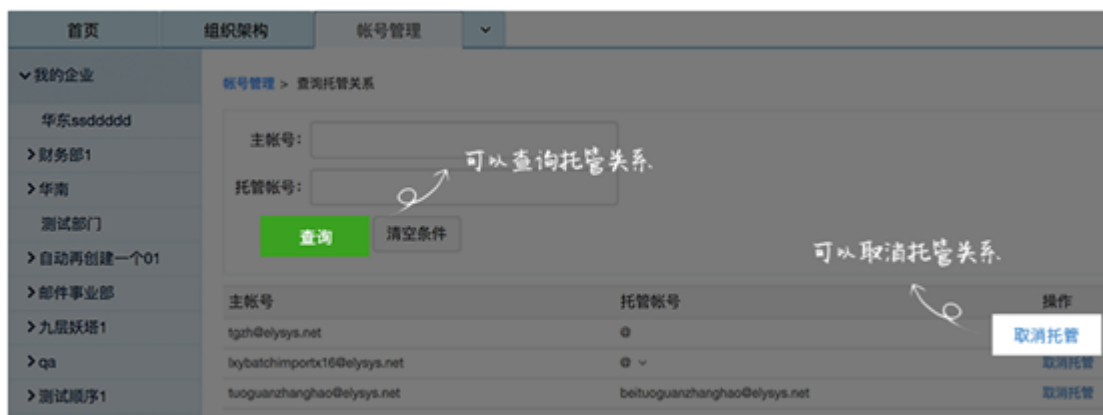 首页 组织架构 帐号管理
我的企业
帐号管理 > 查询托管关系
华东ssddddd
主帐号：
财务部1
可以查询托管关系
华南
托管帐号：
测试部门
查询 清空条件
自动再创建一个01
可以取消托管关系
邮件事业部
主帐号 托管帐号 操作
九层妖塔1
tgzh@elysys.net @ 取消托管
qa
lxybatchimportx16@elysys.net @ 取消托管
测试顺序1
tuoguanzhanghao@elysys.net beituoguanzhanghao@elysys.net 取消托管